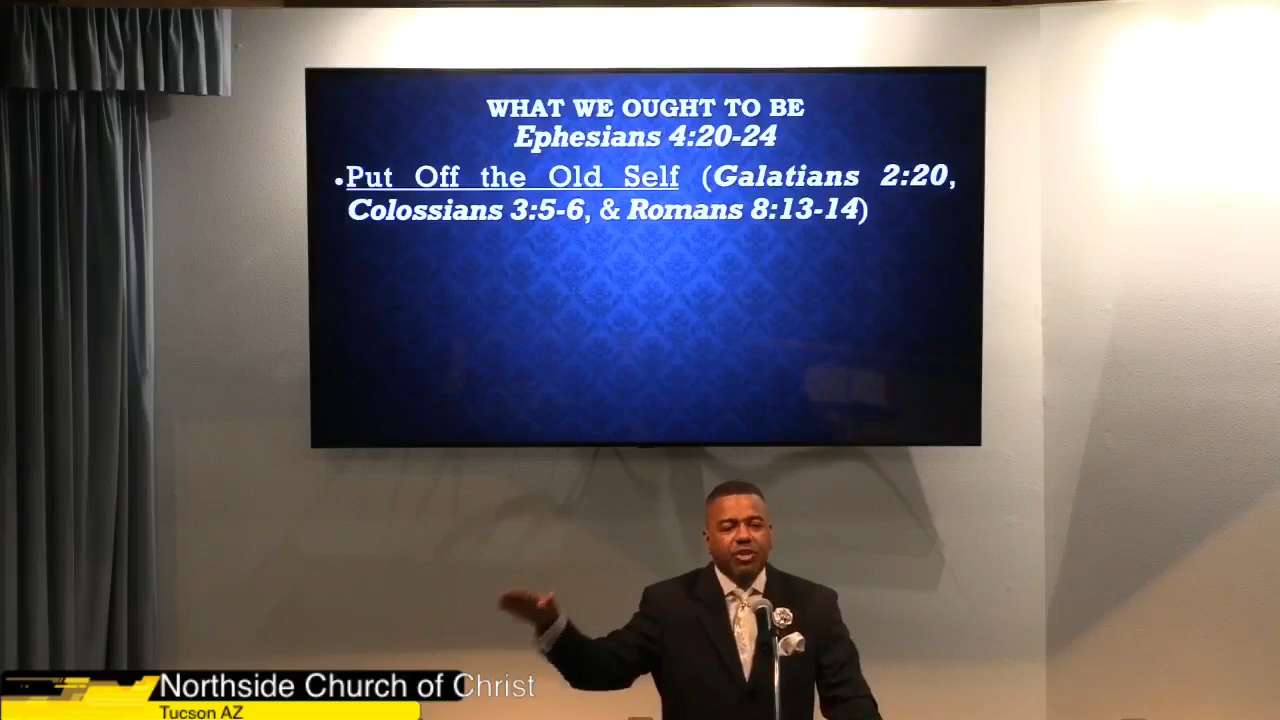 WHAT WE OUGHT TO BE
Ephesians 4:20-24
•Put Off the Old Self (Galatians 2:20,
Colossians 3:5-6, & Romans 8:13-14)
Northside Church of Christ
Tucson AZ